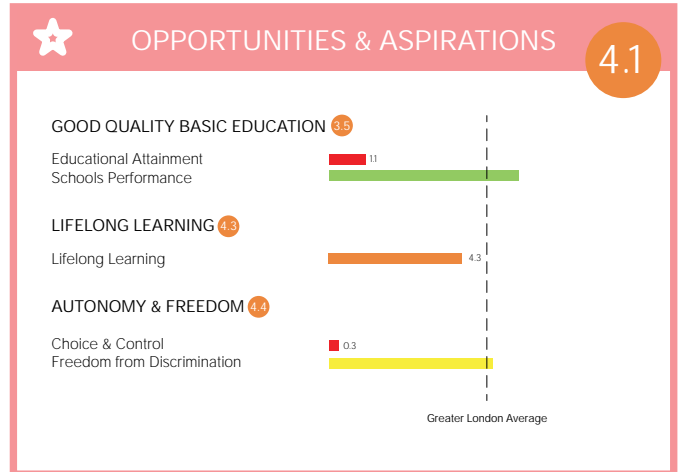 OPPORTUNITIES & ASPIRATIONS
4.1
GOOD QUALITY BASIC EDUCATION 3.5
Educational Attainment 1.1
Schools Performance
LIFELONG LEARNING 4.3
Lifelong Learning 4.3
AUTONOMY & FREEDOM 4.4
Choice & Control 0.3
Freedom from Discrimination
Greater London Average